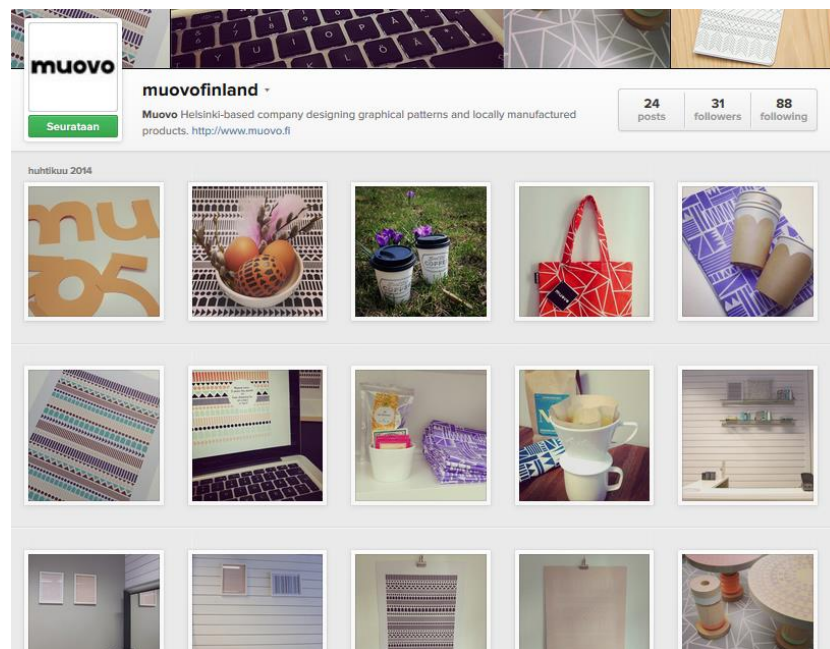 muovo
Seurataan
muovofinland
Muovo Helsinki-based company designing graphical patterns and locally manufactured
products. http://www.muovo.fi
24
posts
31
followers
88
following
huhtikuu 2014
mu